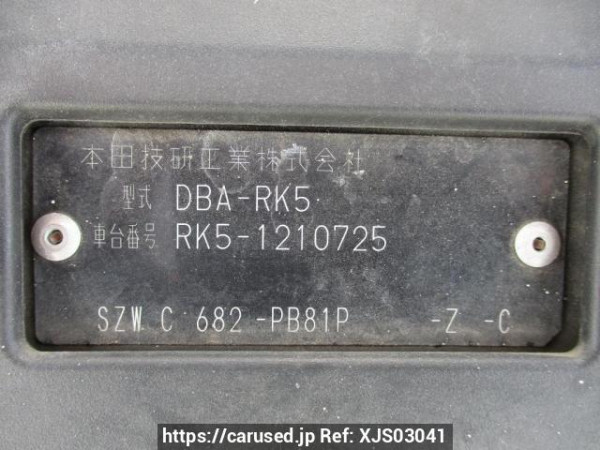 本田技研工業株式会社
型式 DBA-RK5
車台番号 RK5-1210725
SZW C 682 -PB81P -Z -C
https://carused.jp Ref: XJS03041